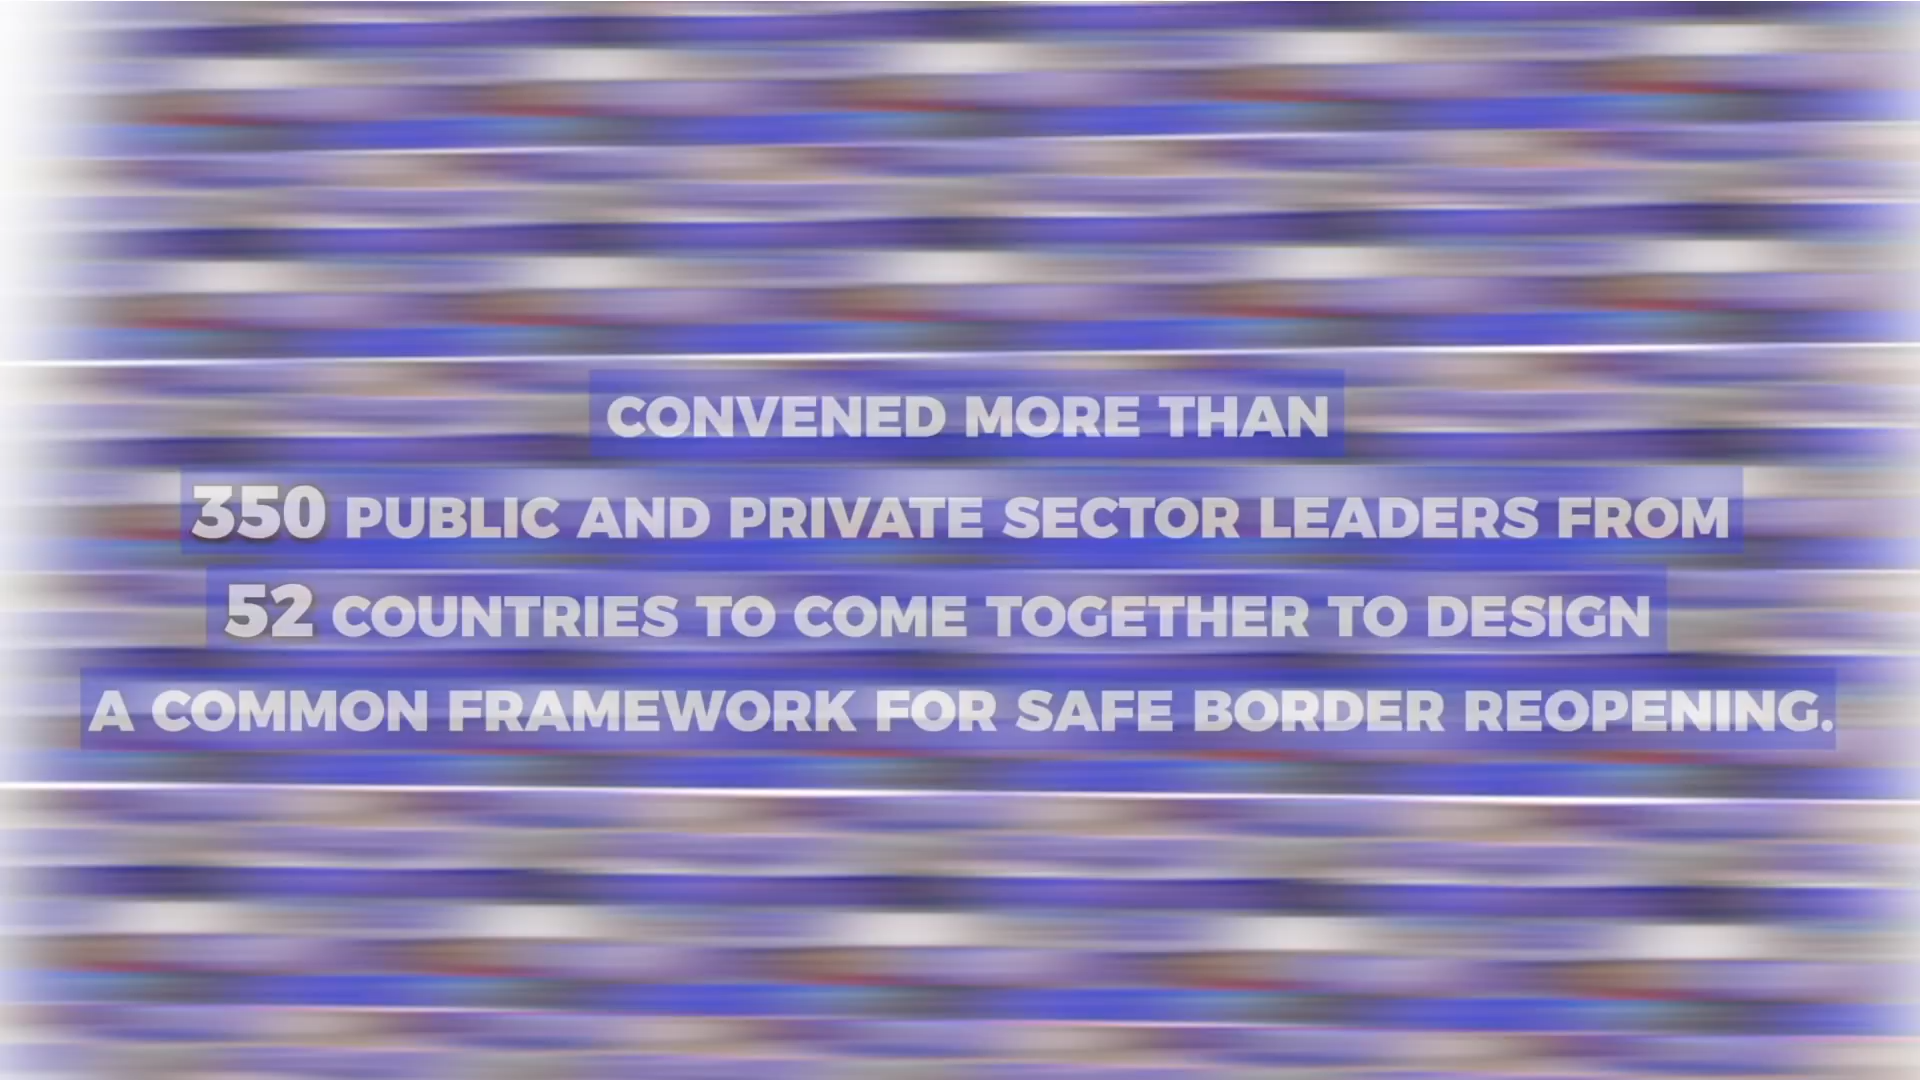 CONVENED MORE THAN
350 PUBLIC AND PRIVATE SECTOR LEADERS FROM
52 COUNTRIES TO COME TOGETHER TO DESIGN
A COMMON FRAMEWORK FOR SAFE BORDER REOPENING.